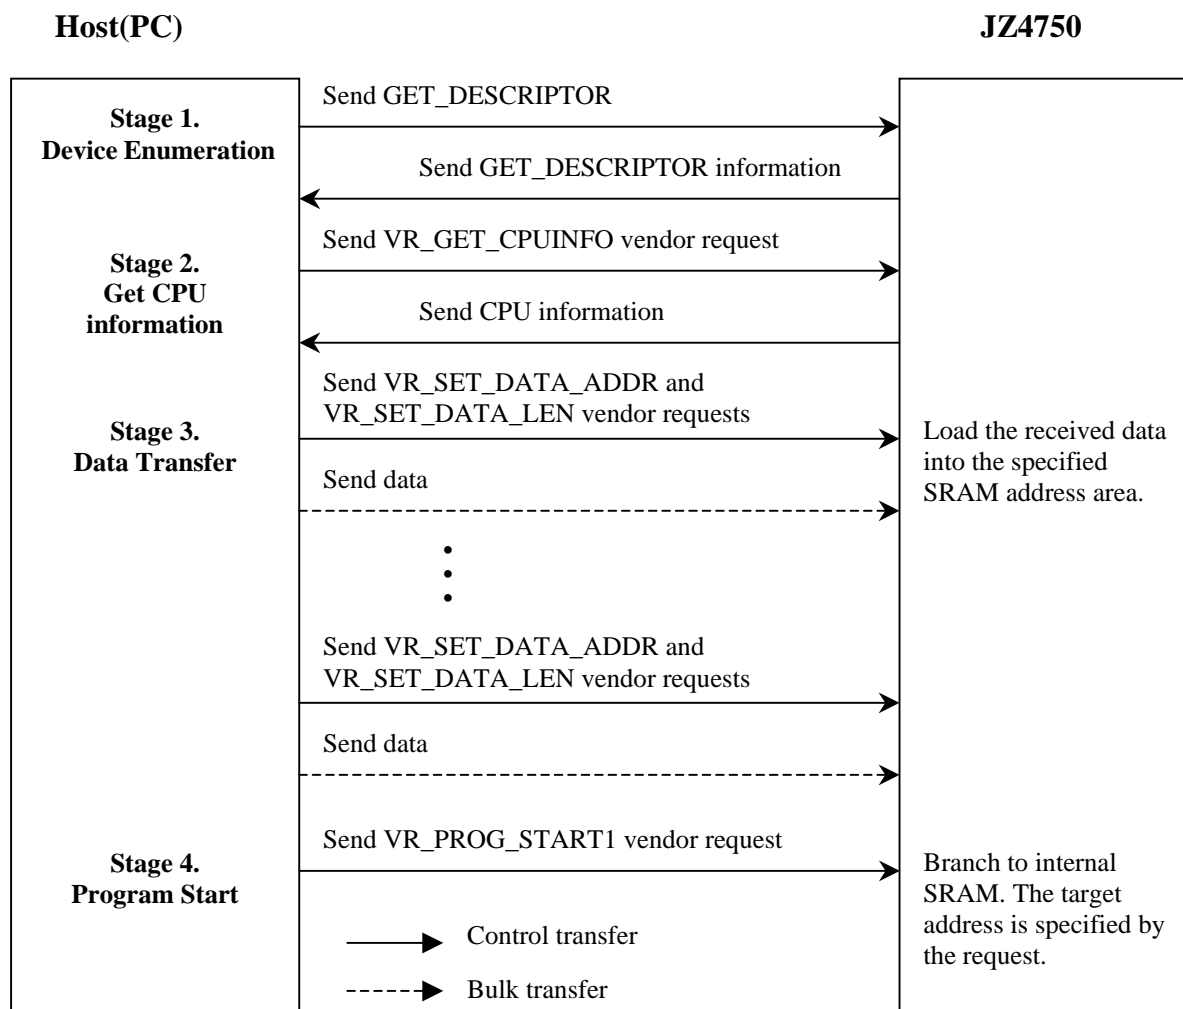 Host(PC)
JZ4750
Stage 1.
Device Enumeration
Send GET_DESCRIPTOR
Send GET_DESCRIPTOR information
Stage 2.
Get CPU
information
Send VR_GET_CPUINFO vendor request
Send CPU information
Stage 3.
Data Transfer
Send VR_SET_DATA_ADDR and
VR_SET_DATA_LEN vendor requests
Send data
Load the received data
into the specified
SRAM address area.
Send VR_SET_DATA_ADDR and
VR_SET_DATA_LEN vendor requests
Send data
Stage 4.
Program Start
Send VR_PROG_START1 vendor request
Branch to internal
SRAM. The target
address is specified by
the request.
Control transfer
Bulk transfer